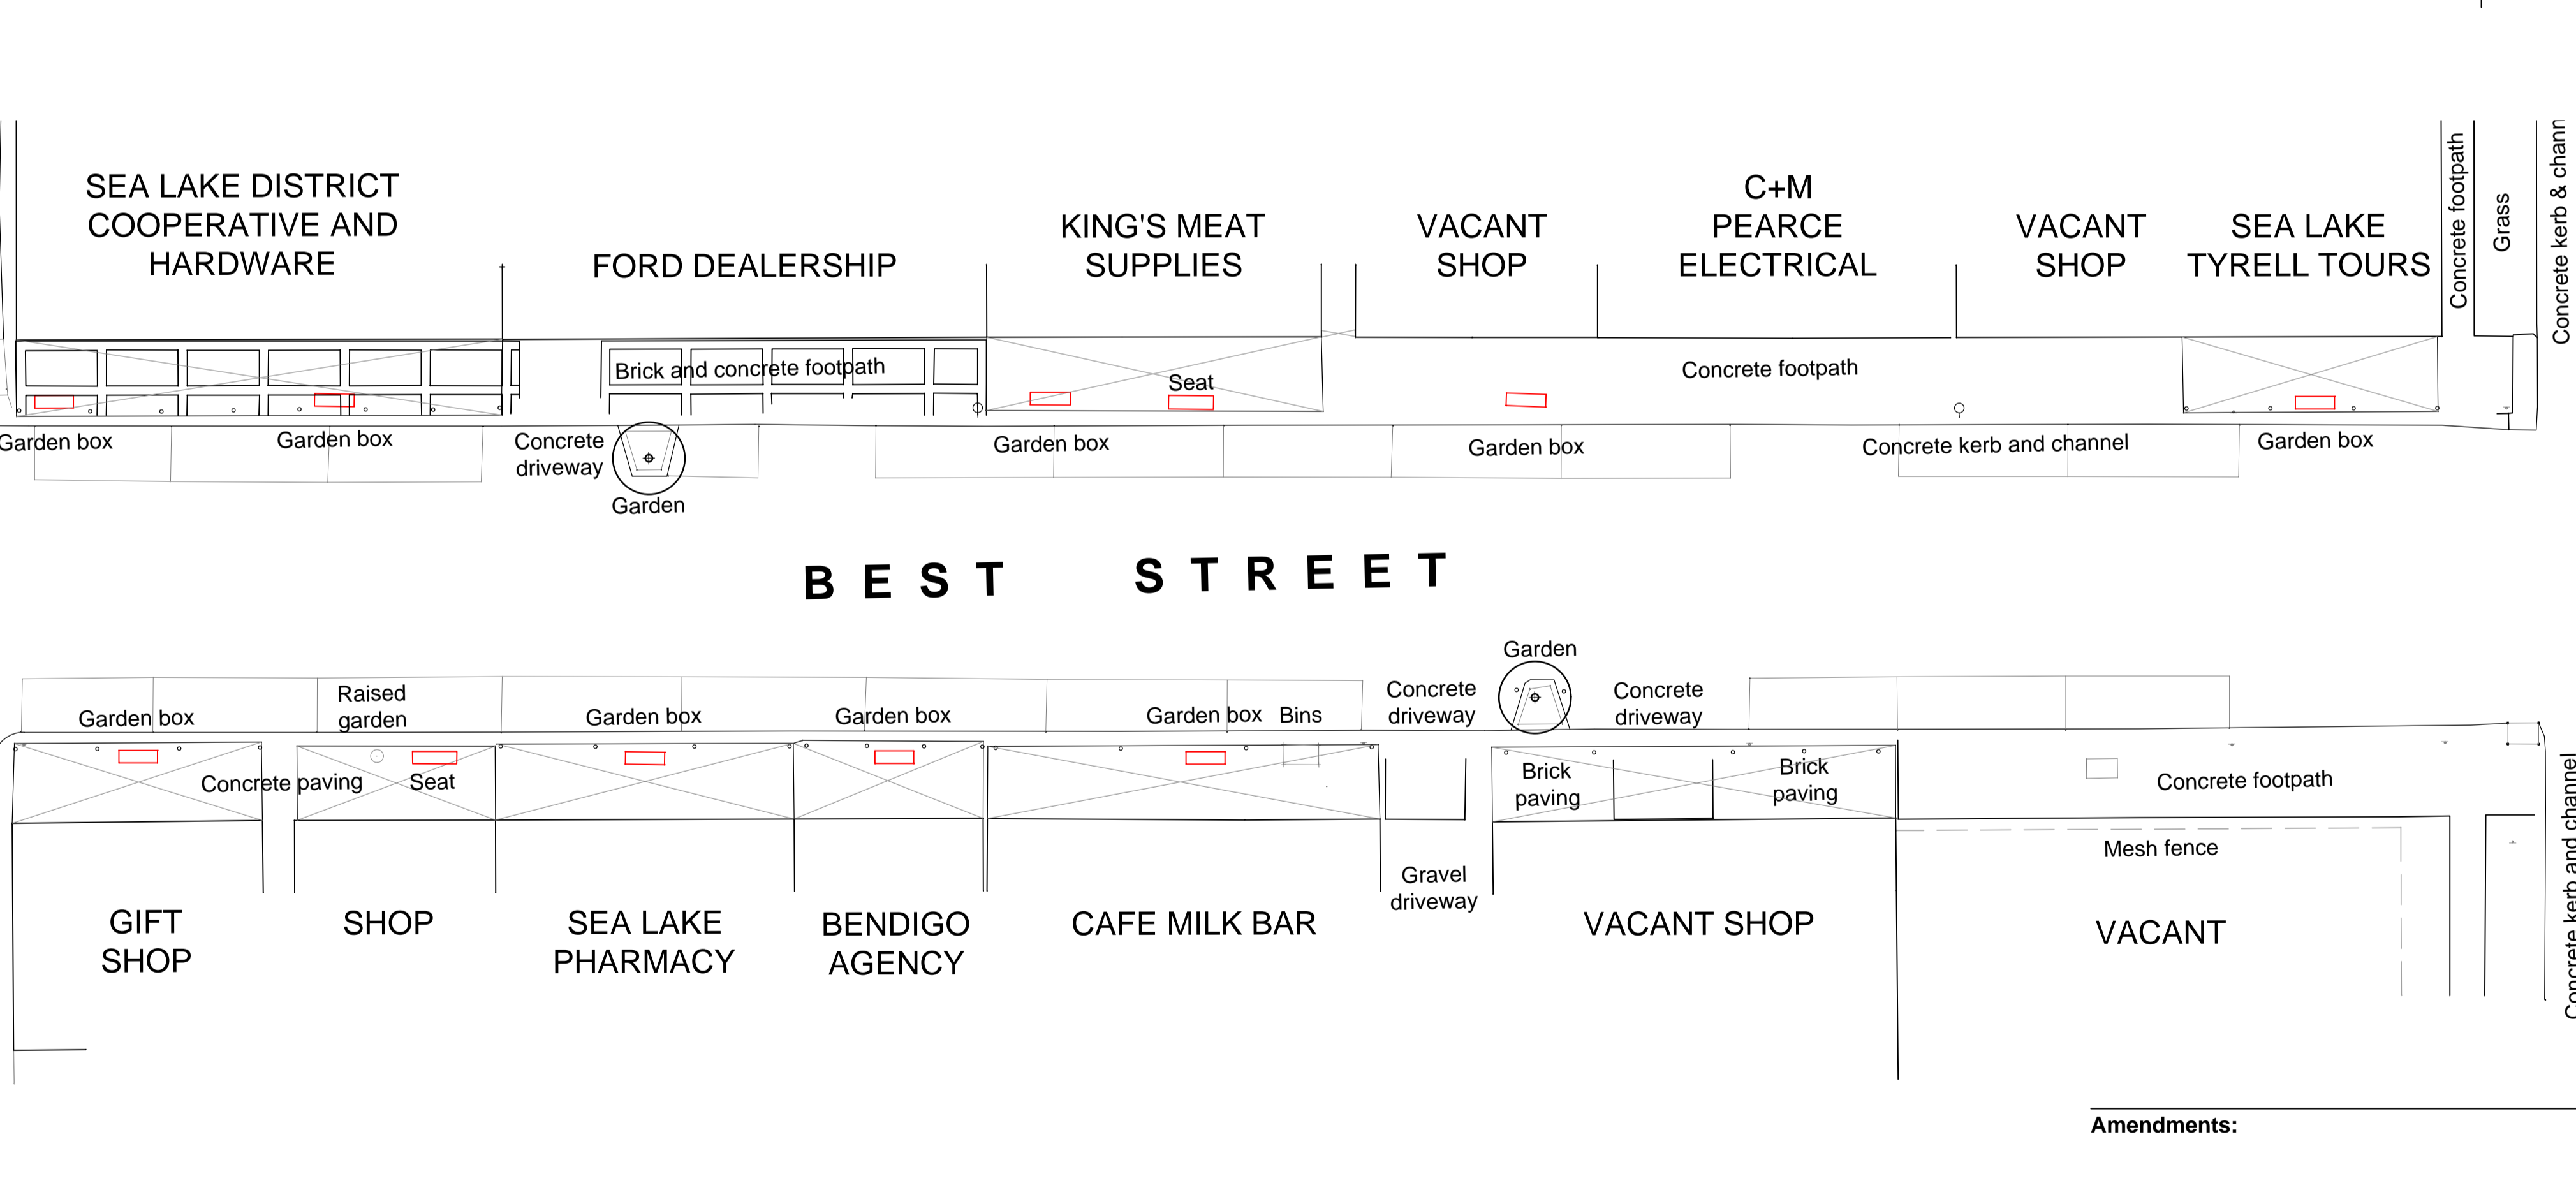 SEA LAKE DISTRICT
COOPERATIVE AND
HARDWARE
FORD DEALERSHIP
KING'S MEAT
SUPPLIES
VACANT
SHOP
C+M
PEARCE
ELECTRICAL
VACANT
SHOP
SEA LAKE
TYRELL TOURS
Concrete footpath
Grass
Concrete kerb & chann
Brick and concrete footpath
Seat
Concrete footpath
Garden box
Garden box
Concrete
driveway
Garden
Garden box
Garden box
Concrete kerb and channel
Garden box
BEST STREET
Garden box
Raised
garden
Garden box
Garden box
Garden box
Bins
Concrete
driveway
Garden
Concrete
driveway
Concrete paving
Seat
Brick
paving
Brick
paving
Concrete footpath
Mesh fence
Gravel
driveway
GIFT
SHOP
SHOP
SEA LAKE
PHARMACY
BENDIGO
AGENCY
CAFE MILK BAR
VACANT SHOP
VACANT
Concrete kerb and channel
Amendments: